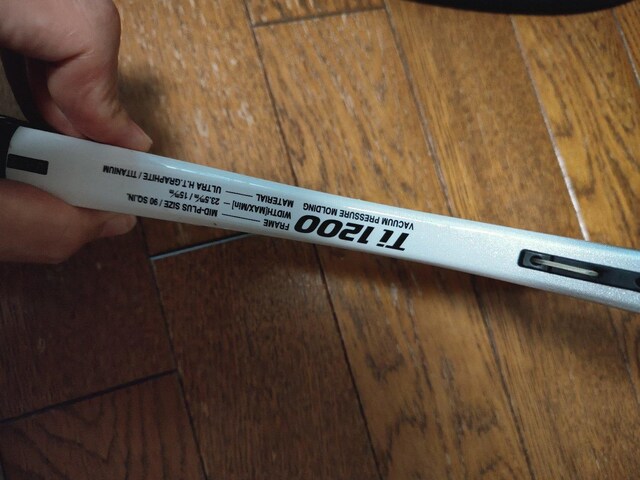 Ti 1200
VACUUM PRESSURE MOLDING
FRAME MID-PLUS SIZE / 90 SQ.IN.
WIDTH[MAX/MIN] 23.5% / 15%
MATERIAL ULTRA H.T.GRAPHITE / TITANIUM